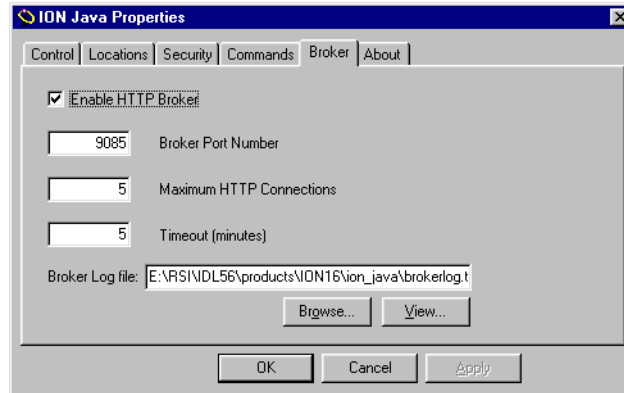 ION Java Properties
Control Locations Security Commands Broker About
Enable HTTP Broker
9085 Broker Port Number
5 Maximum HTTP Connections
5 Timeout (minutes)
Broker Log file: E:\RSI\IDL56\products\ION16\ion_java\brokerlog.t
Browse... View...
OK Cancel Apply